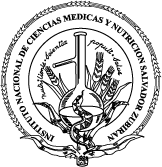 INSTITUTO NACIONAL DE CIENCIAS MEDICAS Y NUTRICION SALVADOR ZUBIRAN